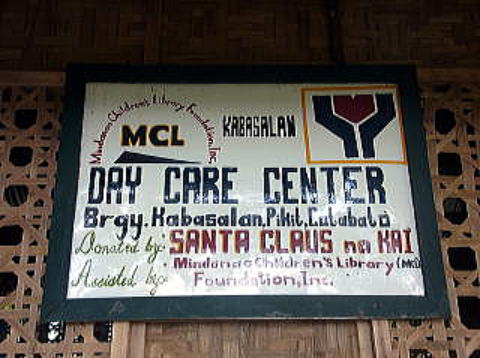 Mindanao Children's Library Foundation, Inc.
MCL
KABASALAN
DAY CARE CENTER
Brgy. Kabasalan, Pikit, Cotabato
Donated by: SANTA CLAUS no KAI
Assisted by: Mindanao Children's Library (MCL)
Foundation, Inc.